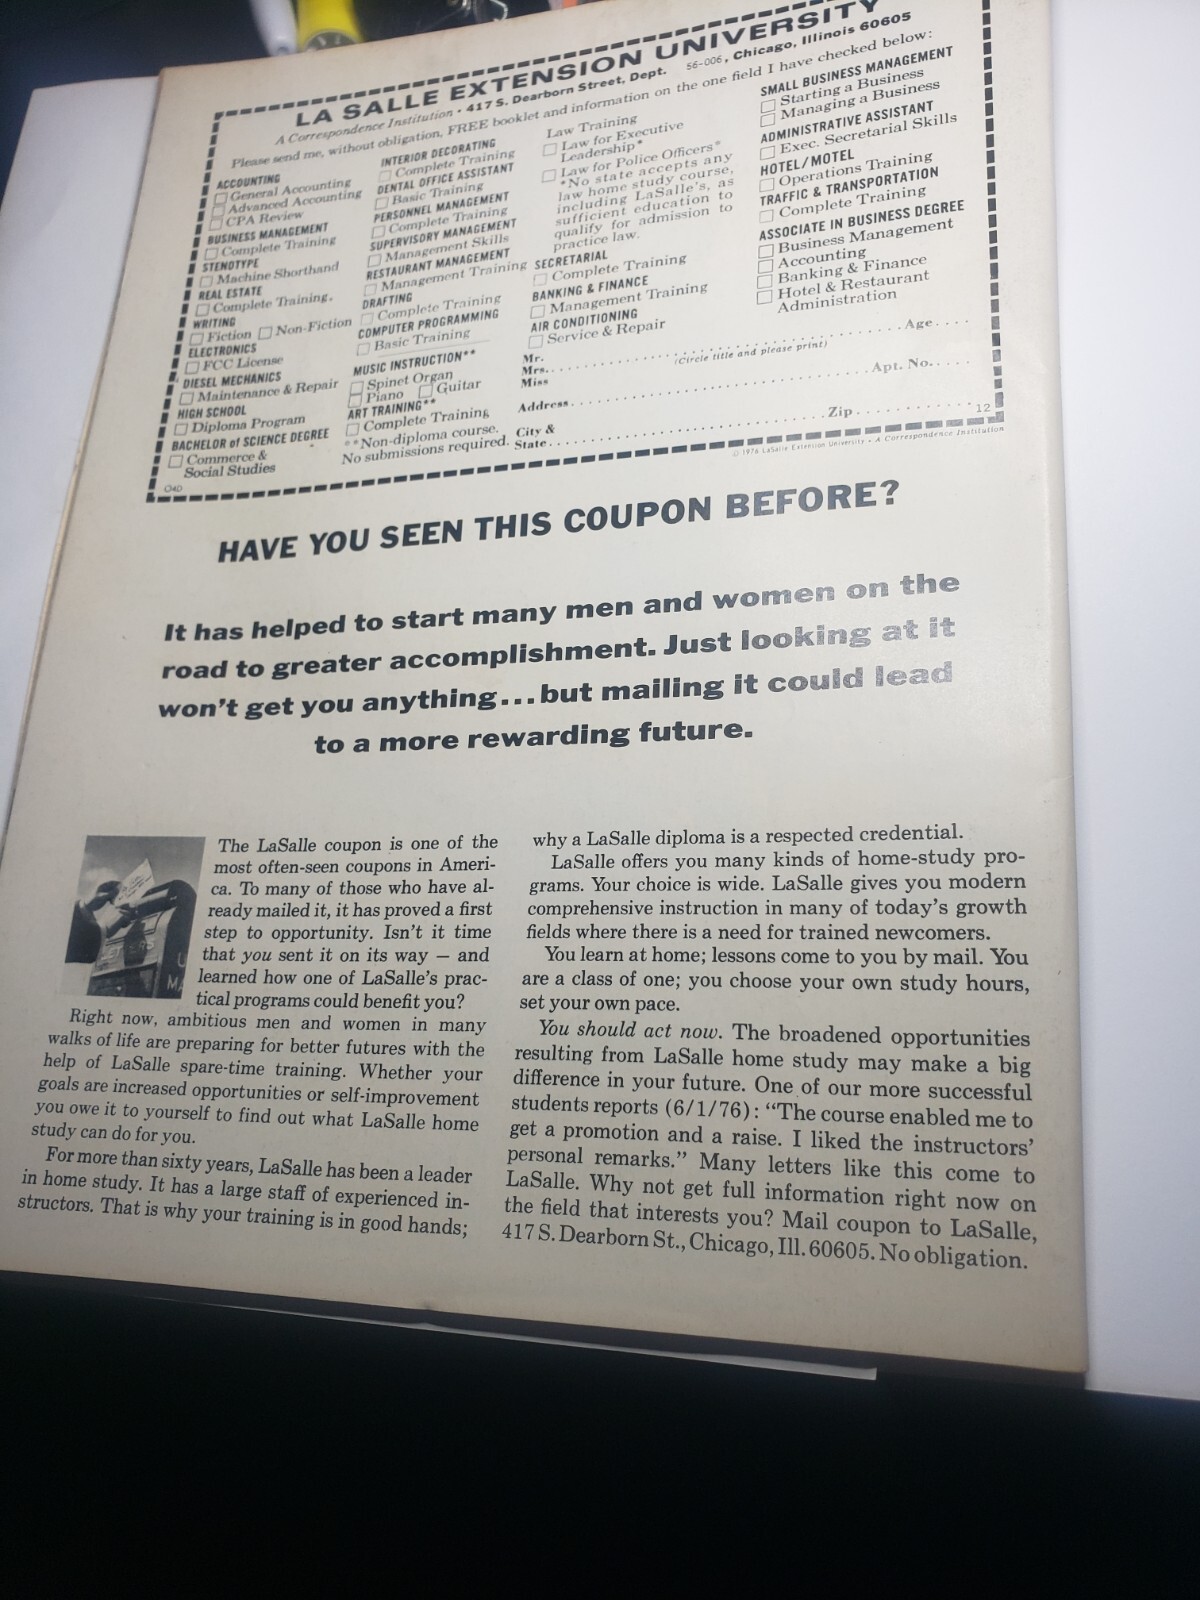 LA SALLE EXTENSION UNIVERSITY
A Correspondence Institution • 417 S. Dearborn Street, Dept. 56-006, Chicago, Illinois 60605
Please send me, without obligation, FREE booklet and information on the one field I have checked below:
ACCOUNTING
General Accounting
Advanced Accounting
CPA Review
BUSINESS MANAGEMENT
Complete Training
STENOTYPE
Machine Shorthand
REAL ESTATE
Complete Training.
WRITING
Fiction Non-Fiction
ELECTRONICS
FCC License
DIESEL MECHANICS
Maintenance & Repair
HIGH SCHOOL
Diploma Program
BACHELOR of SCIENCE DEGREE
Commerce &
Social Studies
O4D
INTERIOR DECORATING
Complete Training
DENTAL OFFICE ASSISTANT
Basic Training
PERSONNEL MANAGEMENT
Complete Training
SUPERVISORY MANAGEMENT
Management Skills
RESTAURANT MANAGEMENT
Management Training
DRAFTING
Complete Training
COMPUTER PROGRAMMING
Basic Training
MUSIC INSTRUCTION**
Spinet Organ
Piano Guitar
ART TRAINING**
Complete Training
**Non-diploma course.
No submissions required.
Law Training
Law for Executive
Leadership*
Law for Police Officers*
*No state accepts any
law home study course,
including LaSalle's, as
sufficient education to
qualify for admission to
practice law.
SECRETARIAL
Complete Training
BANKING & FINANCE
Management Training
AIR CONDITIONING
Service & Repair
SMALL BUSINESS MANAGEMENT
Starting a Business
Managing a Business
ADMINISTRATIVE ASSISTANT
Exec. Secretarial Skills
HOTEL/MOTEL
Operations Training
TRAFFIC & TRANSPORTATION
Complete Training
ASSOCIATE IN BUSINESS DEGREE
Business Management
Accounting
Banking & Finance
Hotel & Restaurant
Administration
Mr.
Mrs. Age
Miss (Circle title and please print)
Address Apt. No.
City &
State Zip 12
© 1976 LaSalle Extension University • A Correspondence Institution
HAVE YOU SEEN THIS COUPON BEFORE?
It has helped to start many men and women on the
road to greater accomplishment. Just looking at it
won't get you anything...but mailing it could lead
to a more rewarding future.
The LaSalle coupon is one of the
most often-seen coupons in Ameri-
ca. To many of those who have al-
ready mailed it, it has proved a first
step to opportunity. Isn't it time
that you sent it on its way — and
learned how one of LaSalle's prac-
tical programs could benefit you?
Right now, ambitious men and women in many
walks of life are preparing for better futures with the
help of LaSalle spare-time training. Whether your
goals are increased opportunities or self-improvement
you owe it to yourself to find out what LaSalle home
study can do for you.
For more than sixty years, LaSalle has been a leader
in home study. It has a large staff of experienced in-
structors. That is why your training is in good hands;
why a LaSalle diploma is a respected credential.
LaSalle offers you many kinds of home-study pro-
grams. Your choice is wide. LaSalle gives you modern
comprehensive instruction in many of today's growth
fields where there is a need for trained newcomers.
You learn at home; lessons come to you by mail. You
are a class of one; you choose your own study hours,
set your own pace.
You should act now. The broadened opportunities
resulting from LaSalle home study may make a big
difference in your future. One of our more successful
students reports (6/1/76): "The course enabled me to
get a promotion and a raise. I liked the instructors'
personal remarks." Many letters like this come to
LaSalle. Why not get full information right now on
the field that interests you? Mail coupon to LaSalle,
417 S. Dearborn St., Chicago, Ill. 60605. No obligation.